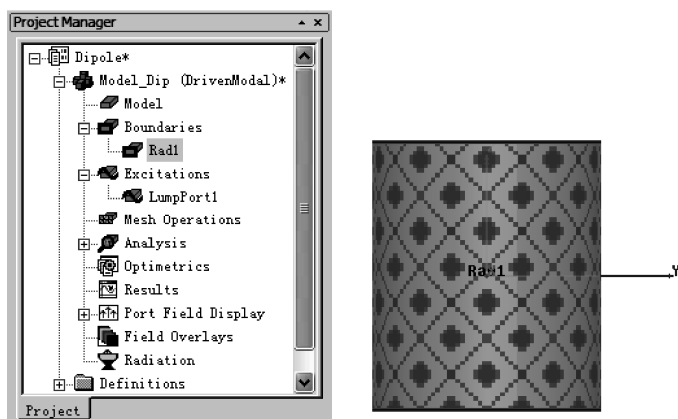 Project Manager
Dipole*
Model_Dip (DrivenModal)*
Model
Boundaries
Rad1
Excitations
LumpPort1
Mesh Operations
Analysis
Optimetrics
Results
Port Field Display
Field Overlays
Radiation
Definitions
Project
Rad1
Y